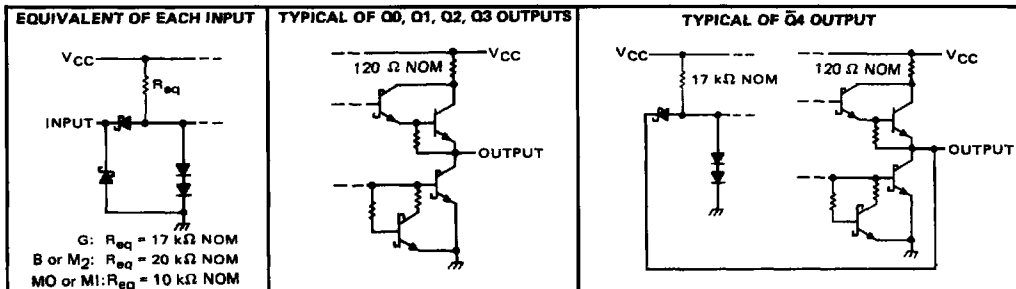 EQUIVALENT OF EACH INPUT
VCC
Req
INPUT
G: Req = 17 kΩ NOM
B or M2: Req = 20 kΩ NOM
MO or MI: Req = 10 kΩ NOM
TYPICAL OF Q0, Q1, Q2, Q3 OUTPUTS
VCC
120 Ω NOM
OUTPUT
TYPICAL OF Q̅4 OUTPUT
VCC
17 kΩ NOM
120 Ω NOM
VCC
OUTPUT